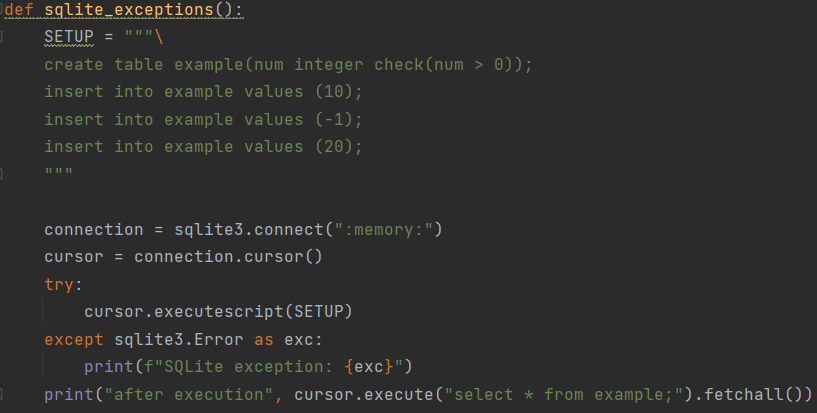 def sqlite_exceptions():
    SETUP = """\
    create table example(num integer check(num > 0));
    insert into example values (10);
    insert into example values (-1);
    insert into example values (20);
    """

    connection = sqlite3.connect(":memory:")
    cursor = connection.cursor()
    try:
        cursor.executescript(SETUP)
    except sqlite3.Error as exc:
        print(f"SQLite exception: {exc}")
    print("after execution", cursor.execute("select * from example;").fetchall())